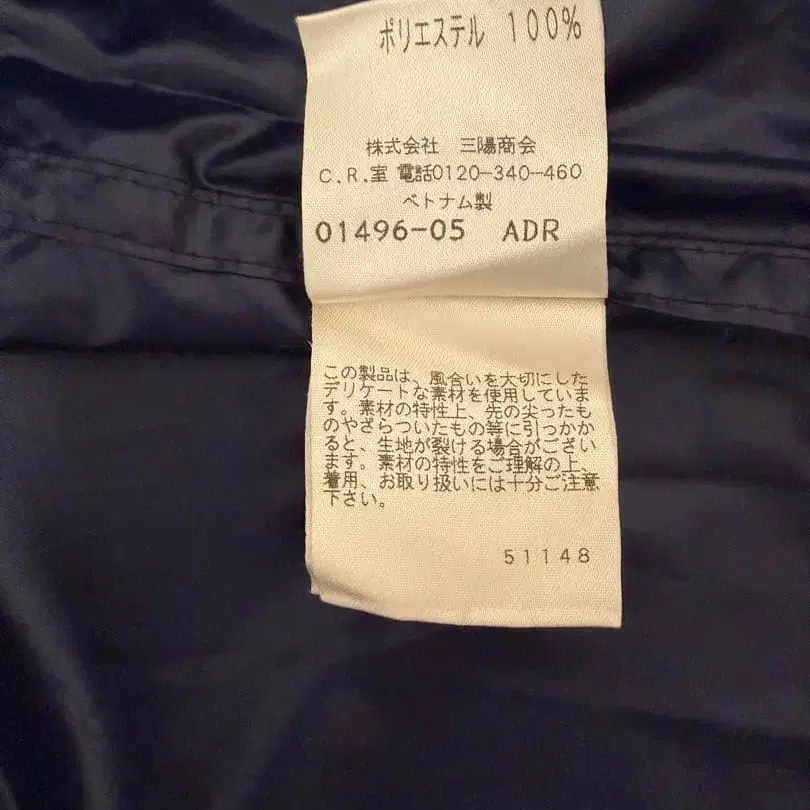 ポリエステル 100%
株式会社 三陽商会
C.R.室 電話0120-340-460
ベトナム製
01496-05 ADR
この製品は、風合いを大切にした
デリケートな素材を使用していま
す。素材の特性上、先の尖ったも
のやざらついたもの等に引っかか
ると、生地が裂ける場合がござい
ます。素材の特性をご理解の上、
着用、お取り扱いには十分ご注意
下さい。
51148